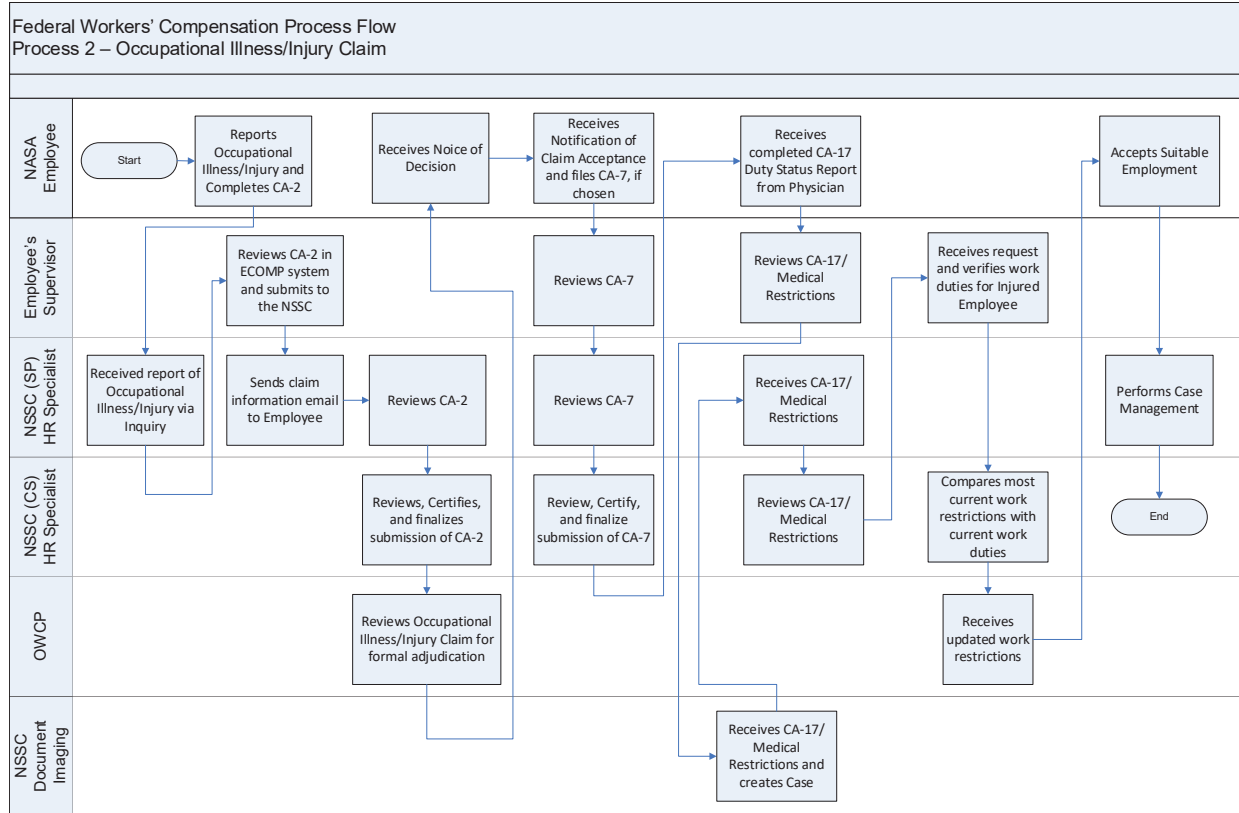 Federal Workers’ Compensation Process Flow
Process 2 – Occupational Illness/Injury Claim
NASA
Employee
Start
Reports
Occupational
Illness/Injury and
Completes CA-2
Receives Noice of
Decision
Receives
Notification of
Claim Acceptance
and files CA-7, if
chosen
Receives
completed CA-17
Duty Status Report
from Physician
Accepts Suitable
Employment
Employee’s
Supervisor
Reviews CA-2 in
ECOMP system
and submits to
the NSSC
Reviews CA-7
Reviews CA-17/
Medical
Restrictions
Receives request
and verifies work
duties for Injured
Employee
NSSC (SP)
HR Specialist
Received report of
Occupational
Illness/Injury via
Inquiry
Sends claim
information email
to Employee
Reviews CA-2
Reviews CA-7
Receives CA-17/
Medical
Restrictions
Performs Case
Management
NSSC (CS)
HR Specialist
Reviews, Certifies,
and finalizes
submission of CA-2
Review, Certify,
and finalize
submission of CA-7
Reviews CA-17/
Medical
Restrictions
Compares most
current work
restrictions with
current work
duties
End
OWCP
Reviews Occupational
Illness/Injury Claim for
formal adjudication
Receives
updated work
restrictions
NSSC
Document
Imaging
Receives CA-17/
Medical
Restrictions and
creates Case